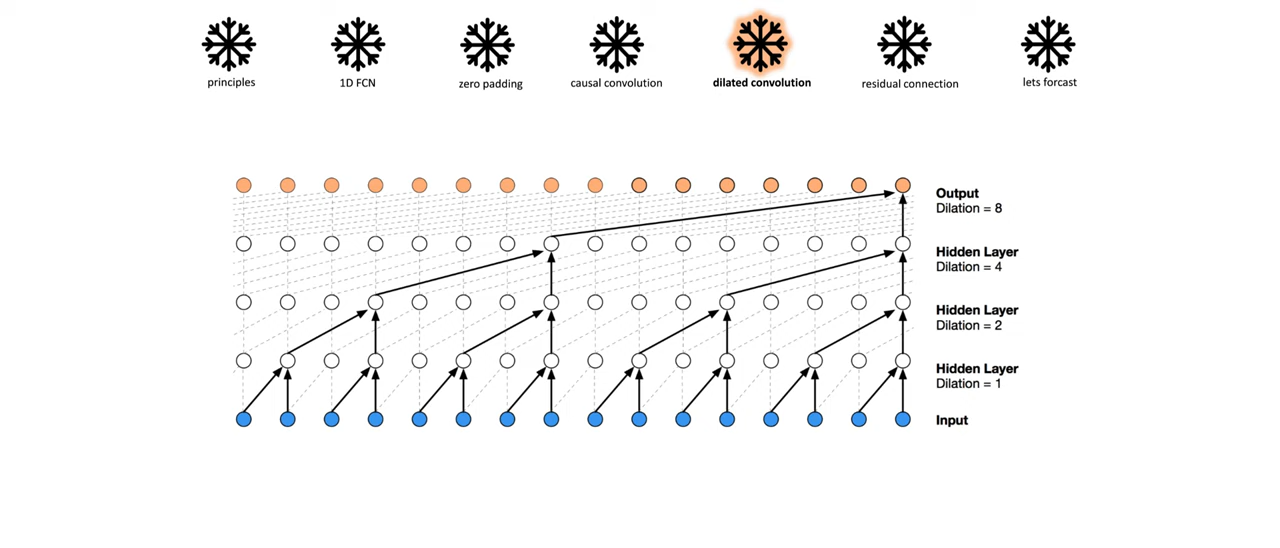 principles
1D FCN
zero padding
causal convolution
dilated convolution
residual connection
lets forcast
Output
Dilation = 8
Hidden Layer
Dilation = 4
Hidden Layer
Dilation = 2
Hidden Layer
Dilation = 1
Input